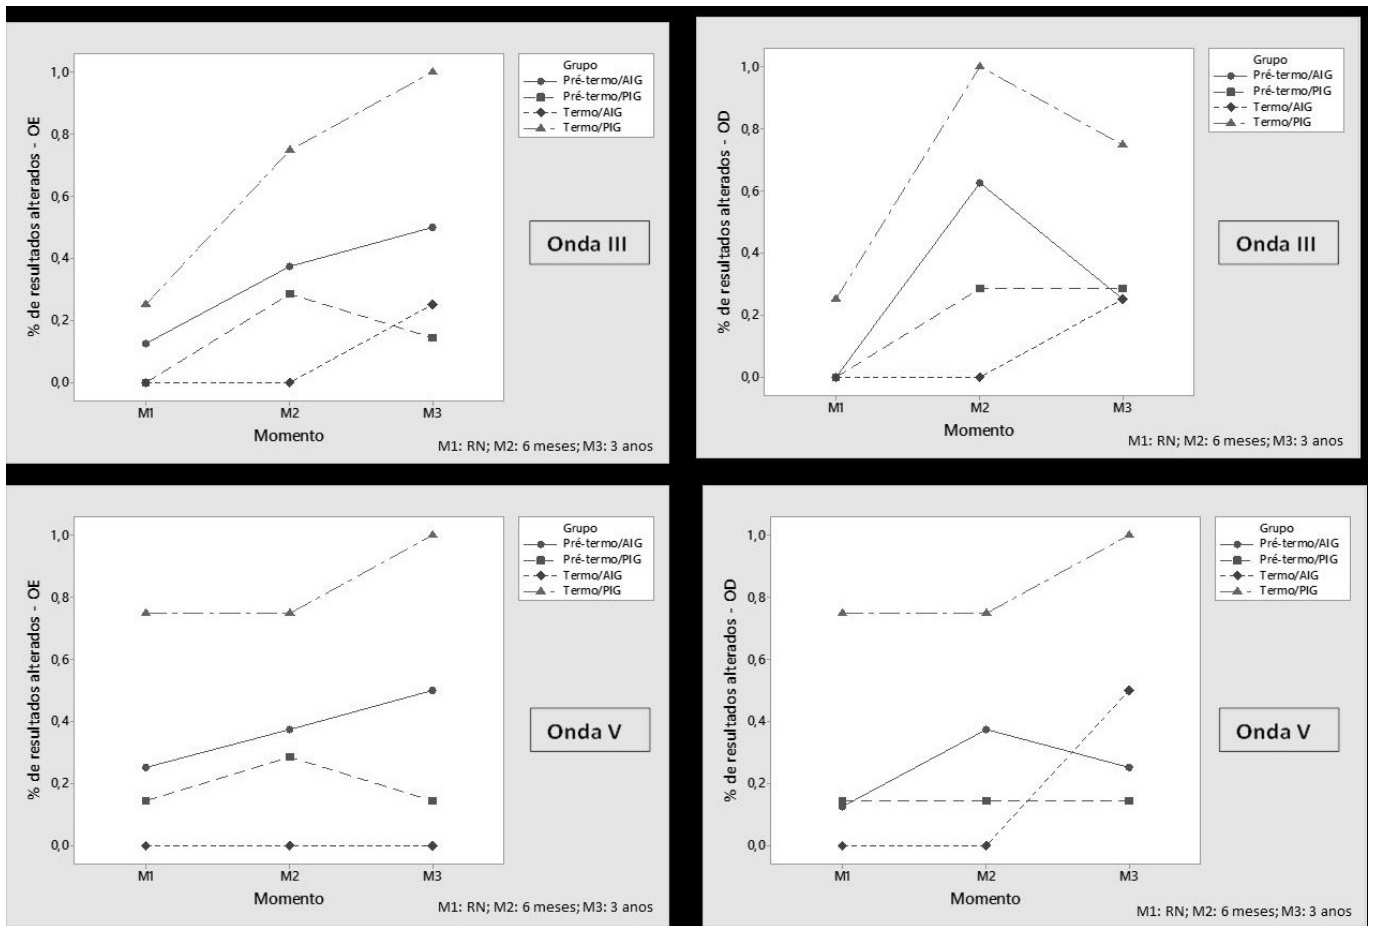 % de resultados alterados - OE
1,0
0,8
0,6
0,4
0,2
0,0
M1 M2 M3
Momento
Grupo
Pré-termo/AIG
Pré-termo/PIG
Termo/AIG
Termo/PIG
Onda III
M1: RN; M2: 6 meses; M3: 3 anos
% de resultados alterados - OD
1,0
0,8
0,6
0,4
0,2
0,0
M1 M2 M3
Momento
Grupo
Pré-termo/AIG
Pré-termo/PIG
Termo/AIG
Termo/PIG
Onda III
M1: RN; M2: 6 meses; M3: 3 anos
% de resultados alterados - OE
1,0
0,8
0,6
0,4
0,2
0,0
M1 M2 M3
Momento
Grupo
Pré-termo/AIG
Pré-termo/PIG
Termo/AIG
Termo/PIG
Onda V
M1: RN; M2: 6 meses; M3: 3 anos
% de resultados alterados - OD
1,0
0,8
0,6
0,4
0,2
0,0
M1 M2 M3
Momento
Grupo
Pré-termo/AIG
Pré-termo/PIG
Termo/AIG
Termo/PIG
Onda V
M1: RN; M2: 6 meses; M3: 3 anos